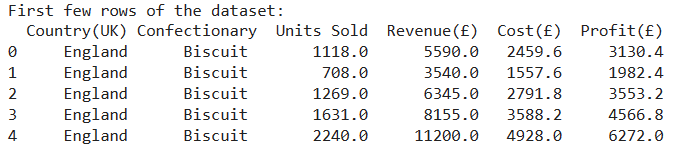 First few rows of the dataset:
Country(UK) Confectionary Units Sold Revenue(£) Cost(£) Profit(£)
0 England Biscuit 1118.0 5590.0 2459.6 3130.4
1 England Biscuit 708.0 3540.0 1557.6 1982.4
2 England Biscuit 1269.0 6345.0 2791.8 3553.2
3 England Biscuit 1631.0 8155.0 3588.2 4566.8
4 England Biscuit 2240.0 11200.0 4928.0 6272.0